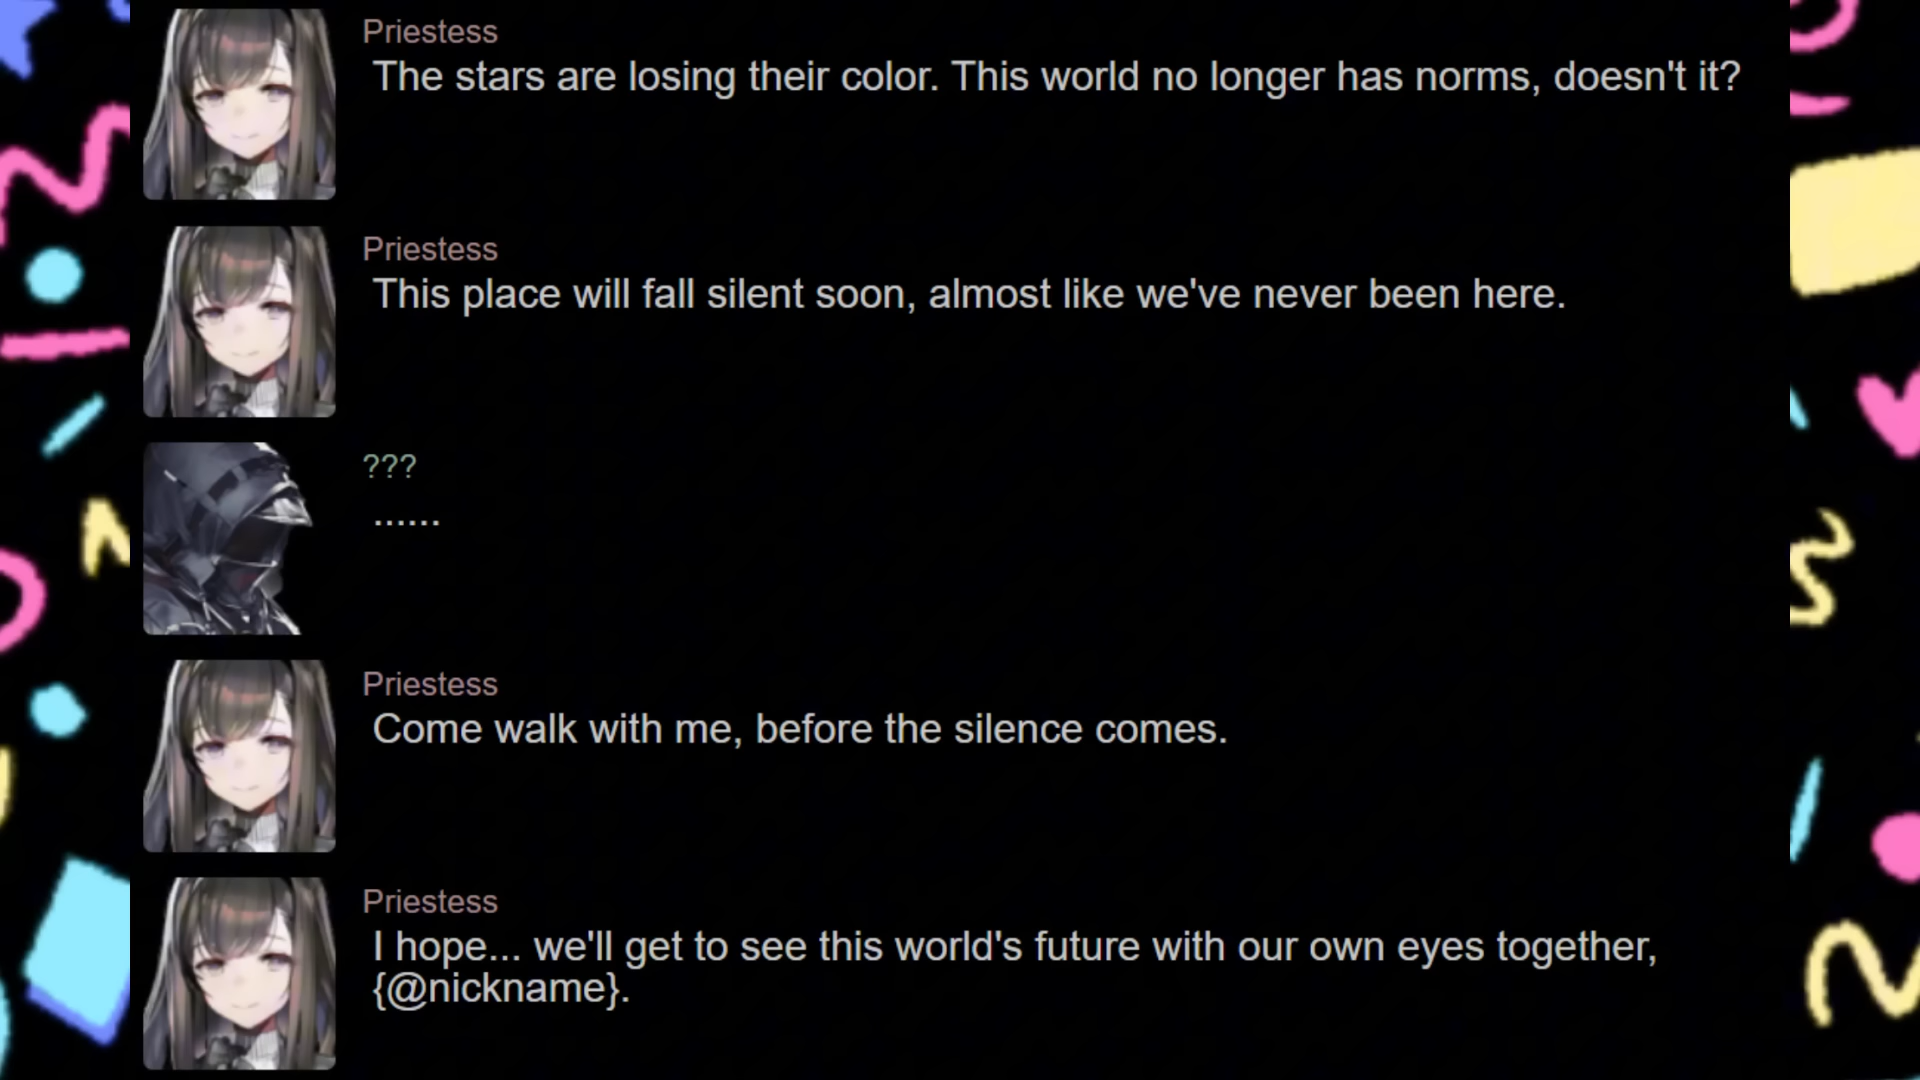 Priestess
The stars are losing their color. This world no longer has norms, doesn't it?
Priestess
This place will fall silent soon, almost like we've never been here.
???
......
Priestess
Come walk with me, before the silence comes.
Priestess
I hope... we'll get to see this world's future with our own eyes together,
{@nickname}.